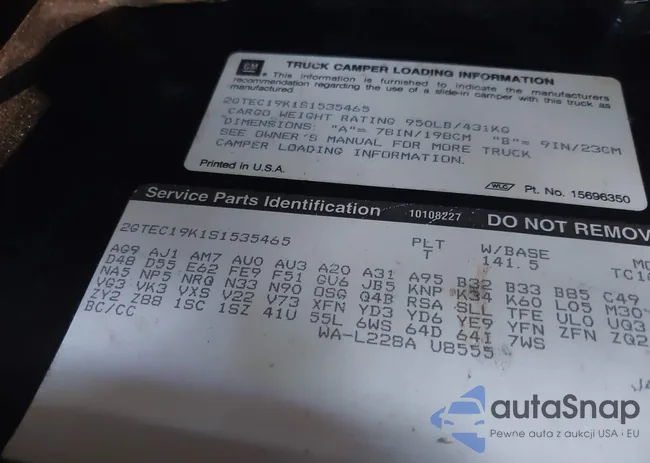 GM
TRUCK CAMPER LOADING INFORMATION
This information is furnished to indicate the manufacturers
recommendation regarding the use of a slide-in camper with this truck as
manufactured.
2GTEC19K1S1535465
CARGO WEIGHT RATING 950LB/431KG
DIMENSIONS: "A"= 78IN/198CM "B"= 9IN/23CM
SEE OWNER'S MANUAL FOR MORE TRUCK
CAMPER LOADING INFORMATION.
Printed in U.S.A.
WLC Pt. No. 15696350
Service Parts Identification 10108227 DO NOT REMOV
2GTEC19K1S1535465 PLT W/BASE MO
T 141.5 TC10
AG9 AJ1 AM7 AU0 AU3 A20 A31 A95 B32 B33 B85 C49
D48 D55 E62 FE9 F51 GU6 JB5 KNP K34 K60 L05 M30
NA5 NP5 NRQ N33 N90 OSG Q4B RSA SLL TFE UL0 UQ3
VG3 VK3 VXS V22 V73 XFN YD3 YD6 YE9 YFN ZFN ZQ2
ZY2 Z88 1SC 1SZ 41U 55L 6WS 64D 64I 7WS
BC/CC WA-L228A U8555
autaSnap
Pewne auta z aukcji USA i EU